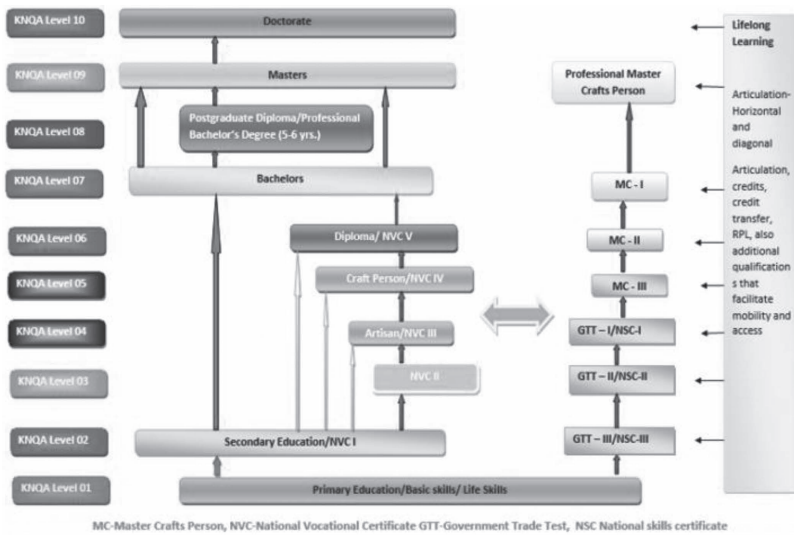 KNQA Level 10
Doctorate
KNQA Level 09
Masters
KNQA Level 08
Postgraduate Diploma/Professional
Bachelor's Degree (5-6 yrs.)
KNQA Level 07
Bachelors
KNQA Level 06
Diploma/ NVC V
KNQA Level 05
Craft Person/NVC IV
KNQA Level 04
Artisan/NVC III
KNQA Level 03
NVC II
KNQA Level 02
Secondary Education/NVC I
KNQA Level 01
Primary Education/Basic skills/ Life Skills
Professional Master
Crafts Person
MC - I
MC - II
MC - III
GTT – I/NSC-I
GTT – II/NSC-II
GTT – III/NSC-III
Lifelong
Learning
Articulation-
Horizontal
and
diagonal
Articulation,
credits,
credit
transfer,
RPL, also
additional
qualification
s that
facilitate
mobility and
access
MC-Master Crafts Person, NVC-National Vocational Certificate GTT-Government Trade Test, NSC National skills certificate